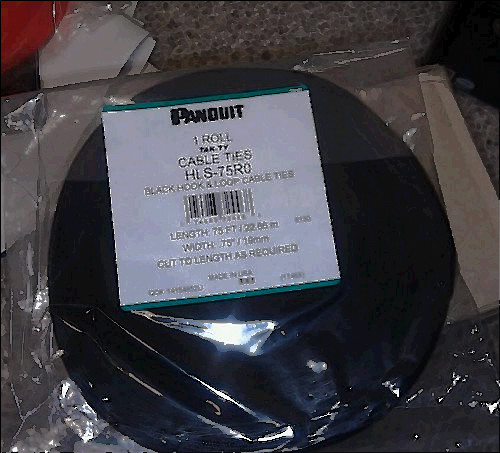 PANDUIT
1 ROLL
TAK-TY
CABLE TIES
HLS-75R0
BLACK HOOK & LOOP CABLE TIES
LENGTH: 75 FT / 22.86 m
WIDTH: .75" / 19mm
CUT TO LENGTH AS REQUIRED
MADE IN USA